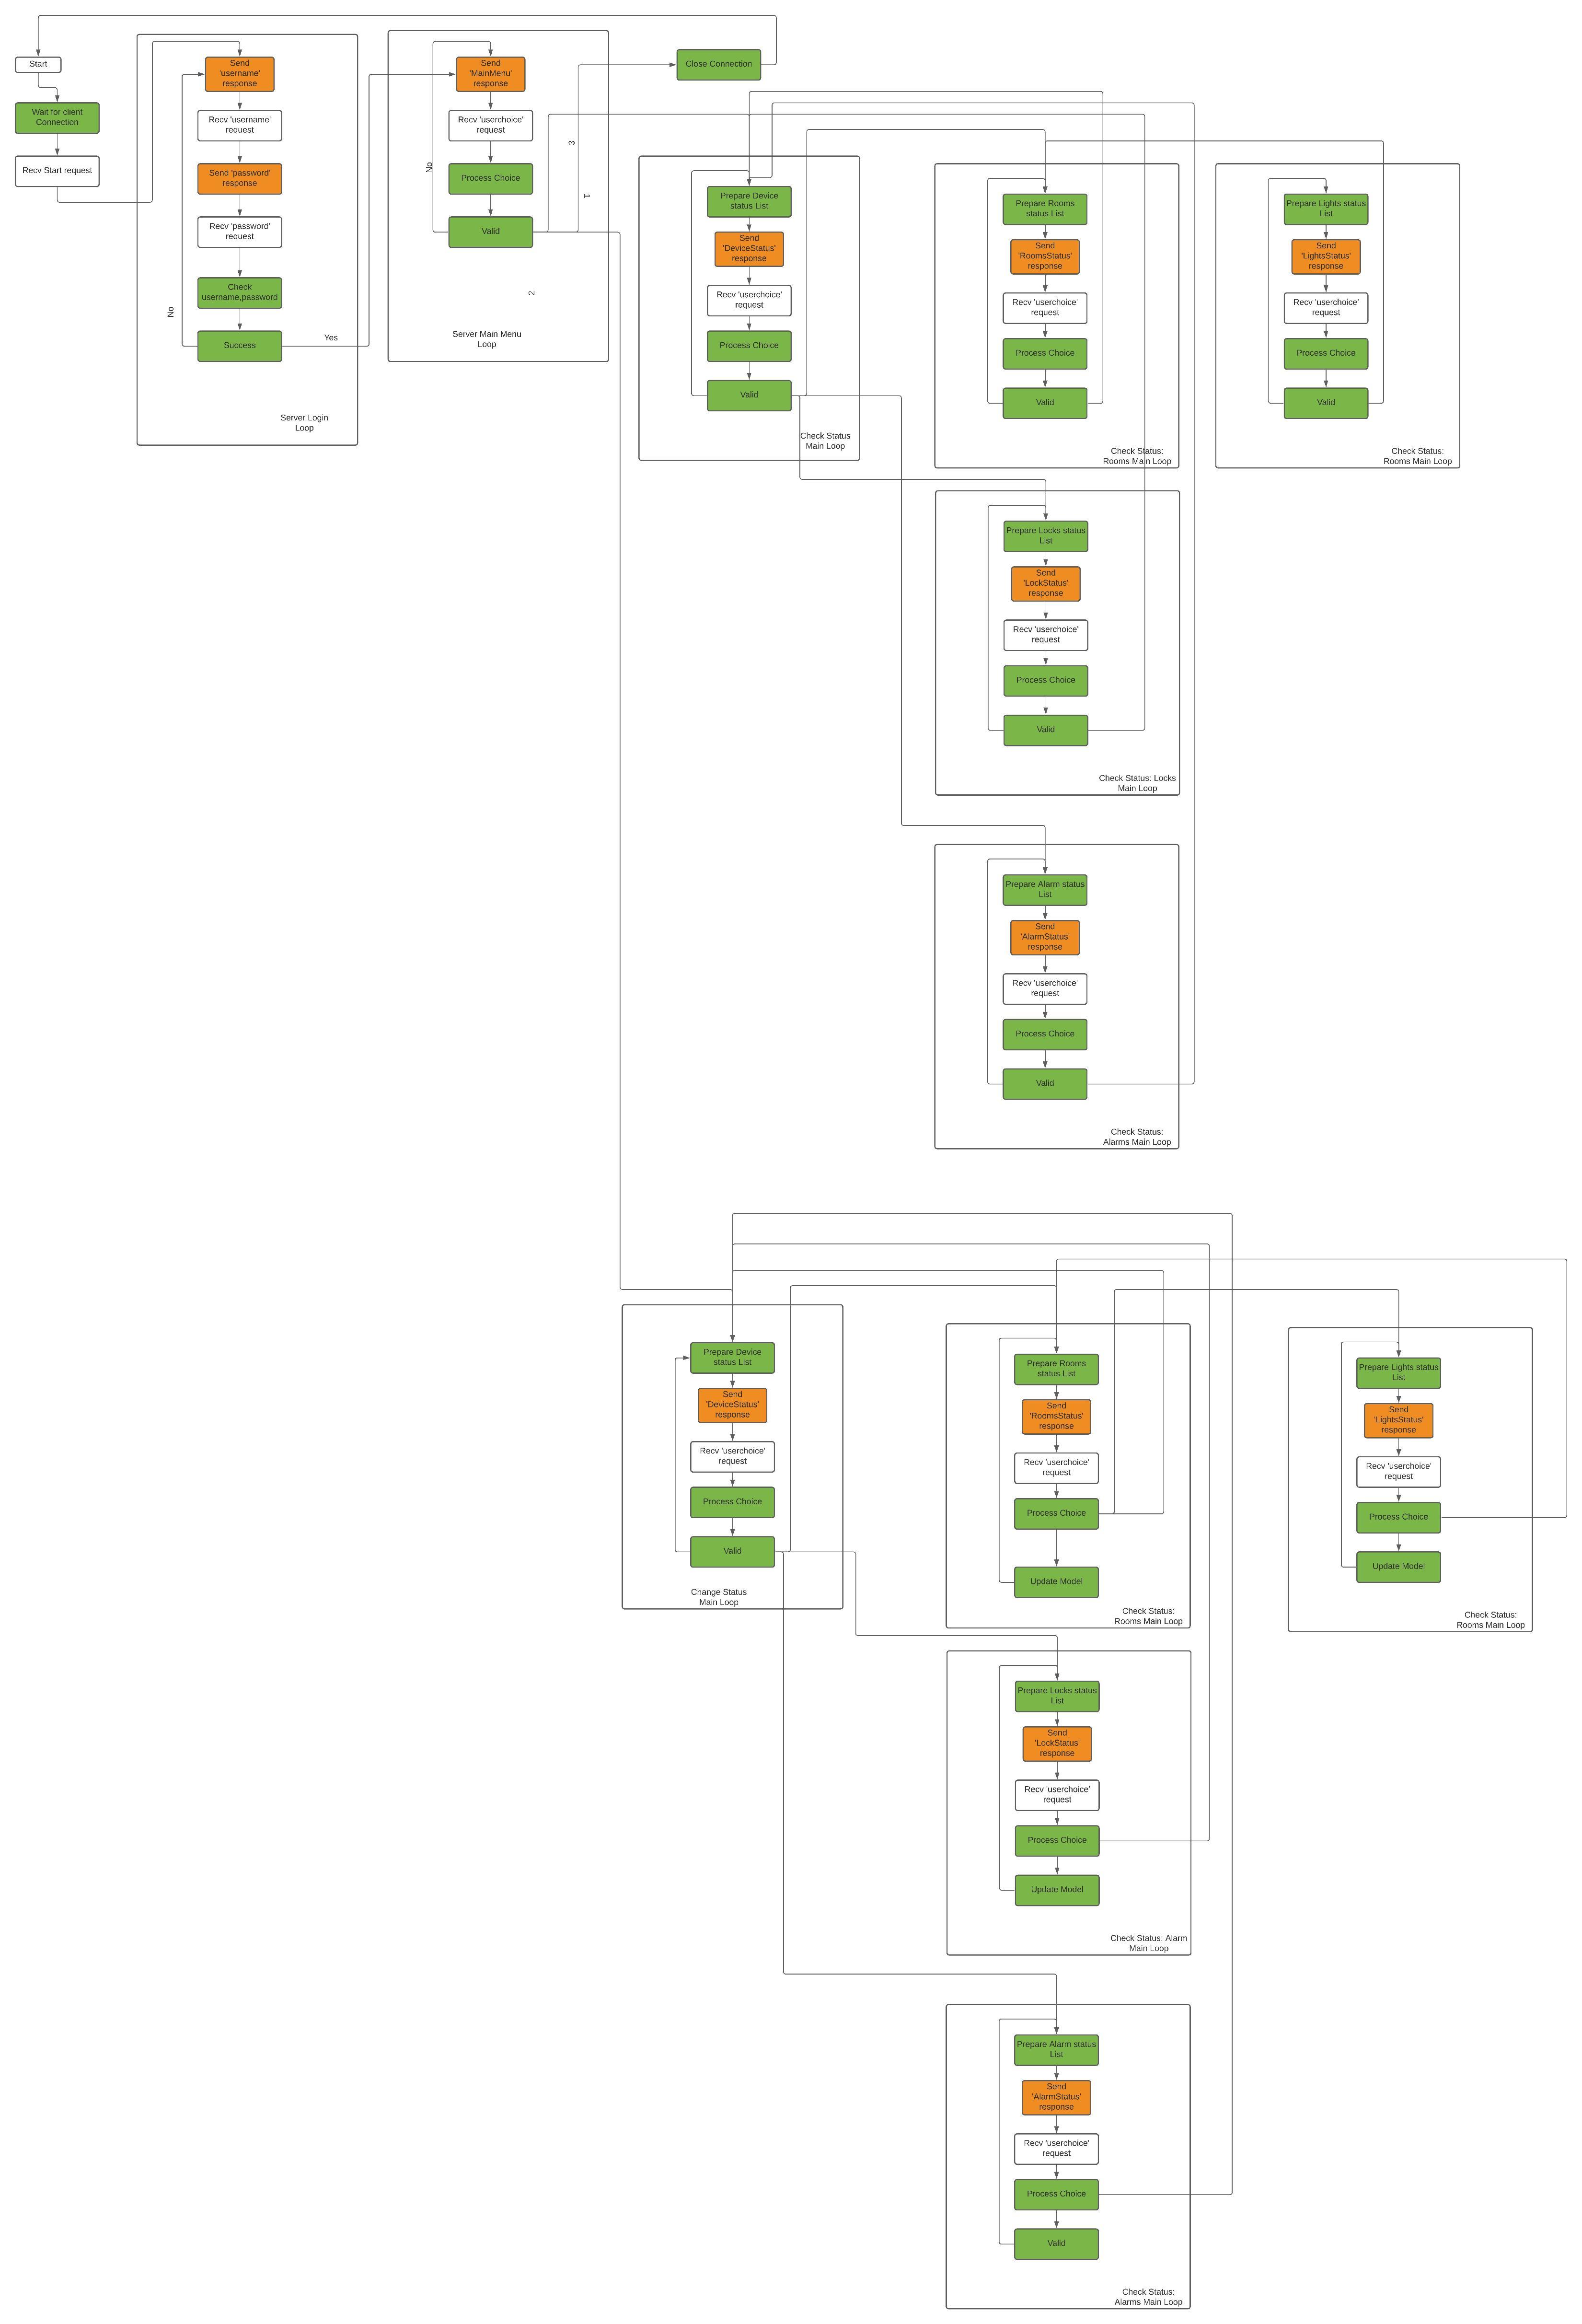 Start
Wait for client
Connection
Recv Start request
Send
'username'
response
Recv 'username'
request
Send 'password'
response
Recv 'password'
request
Check
username,password
Success
No
Yes
Server Login
Loop
Send
'MainMenu'
response
Recv 'userchoice'
request
Process Choice
Valid
No
3
1
2
Server Main Menu
Loop
Close Connection
Prepare Device
status List
Send
'DeviceStatus'
response
Recv 'userchoice'
request
Process Choice
Valid
Check Status
Main Loop
Prepare Rooms
status List
Send
'RoomsStatus'
response
Recv 'userchoice'
request
Process Choice
Valid
Check Status:
Rooms Main Loop
Prepare Lights status
List
Send
'LightsStatus'
response
Recv 'userchoice'
request
Process Choice
Valid
Check Status:
Rooms Main Loop
Prepare Locks status
List
Send
'LockStatus'
response
Recv 'userchoice'
request
Process Choice
Valid
Check Status: Locks
Main Loop
Prepare Alarm status
List
Send
'AlarmStatus'
response
Recv 'userchoice'
request
Process Choice
Valid
Check Status:
Alarms Main Loop
Prepare Device
status List
Send
'DeviceStatus'
response
Recv 'userchoice'
request
Process Choice
Valid
Change Status
Main Loop
Prepare Rooms
status List
Send
'RoomsStatus'
response
Recv 'userchoice'
request
Process Choice
Update Model
Check Status:
Rooms Main Loop
Prepare Lights status
List
Send
'LightsStatus'
response
Recv 'userchoice'
request
Process Choice
Update Model
Check Status:
Rooms Main Loop
Prepare Locks status
List
Send
'LockStatus'
response
Recv 'userchoice'
request
Process Choice
Update Model
Check Status: Alarm
Main Loop
Prepare Alarm status
List
Send
'AlarmStatus'
response
Recv 'userchoice'
request
Process Choice
Valid
Check Status:
Alarms Main Loop